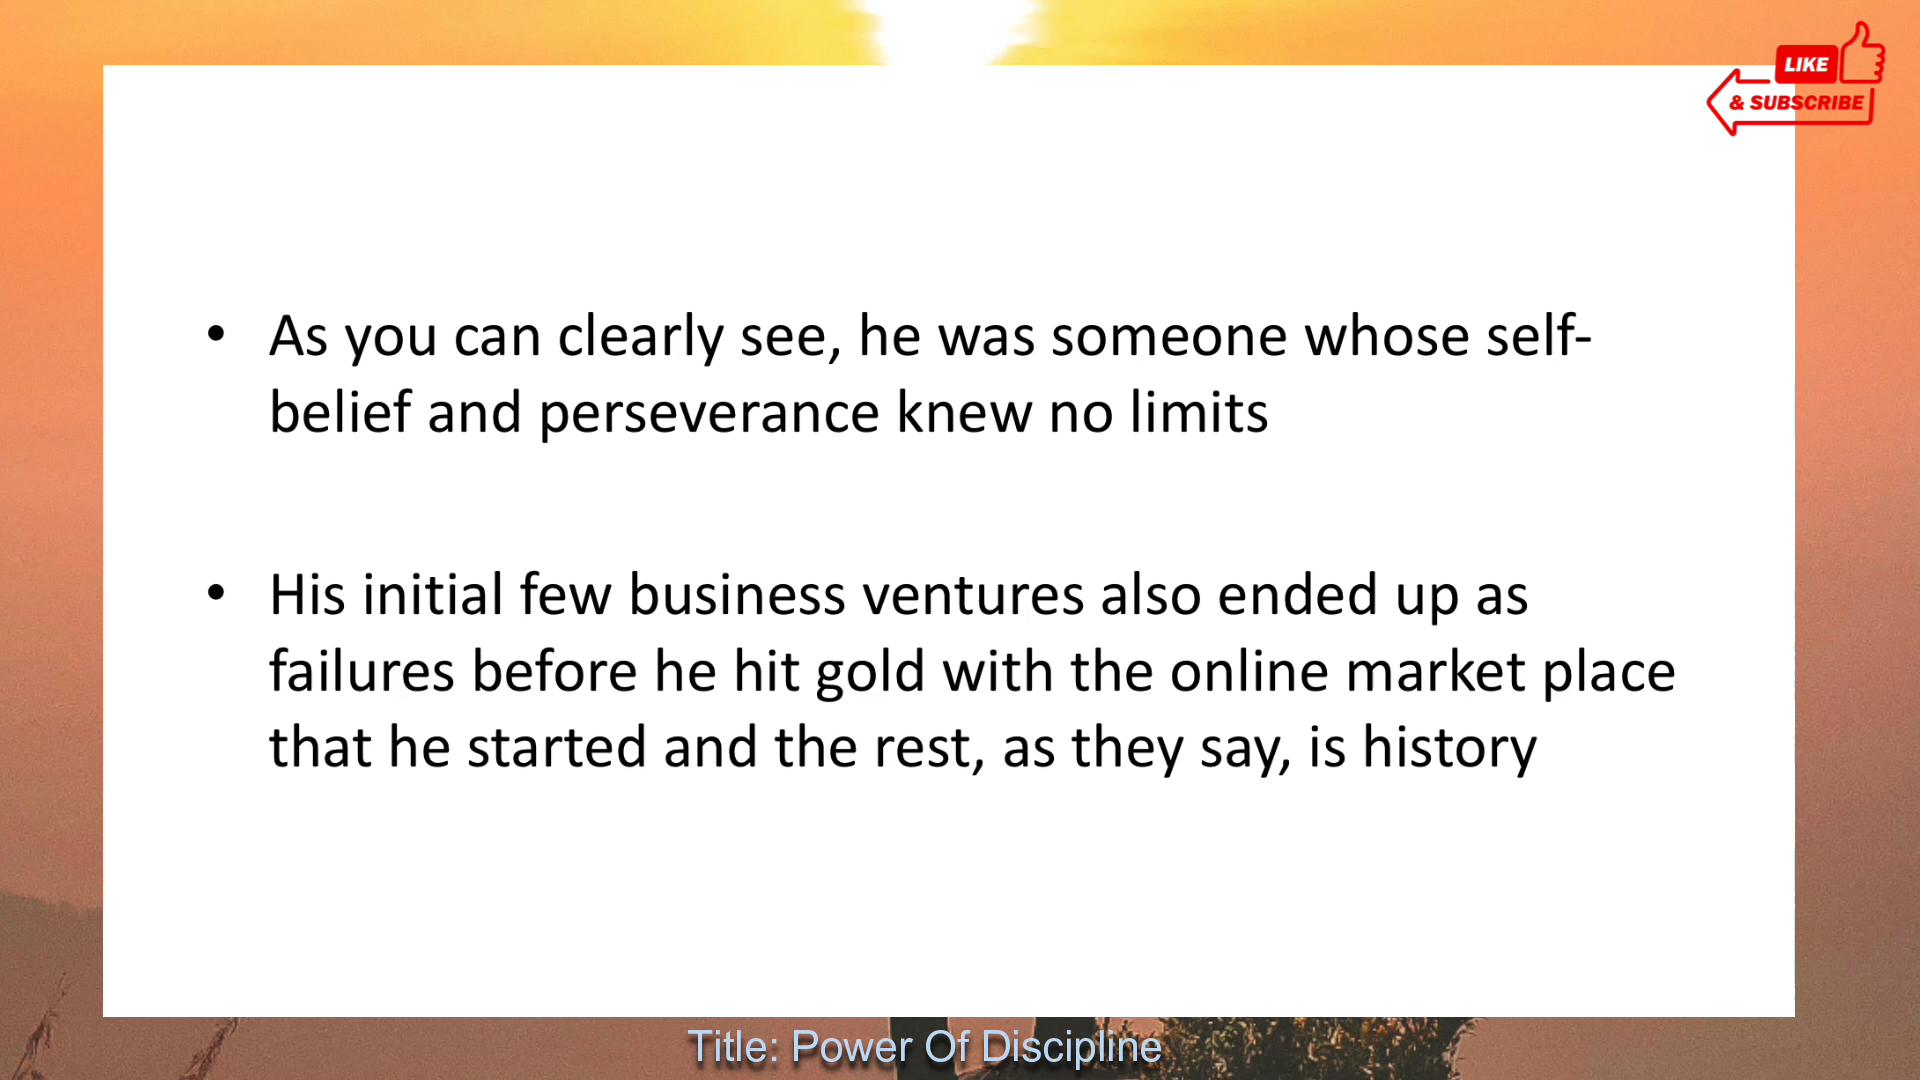 LIKE
& SUBSCRIBE
• As you can clearly see, he was someone whose self-
belief and perseverance knew no limits
• His initial few business ventures also ended up as
failures before he hit gold with the online market place
that he started and the rest, as they say, is history
Title: Power Of Discipline